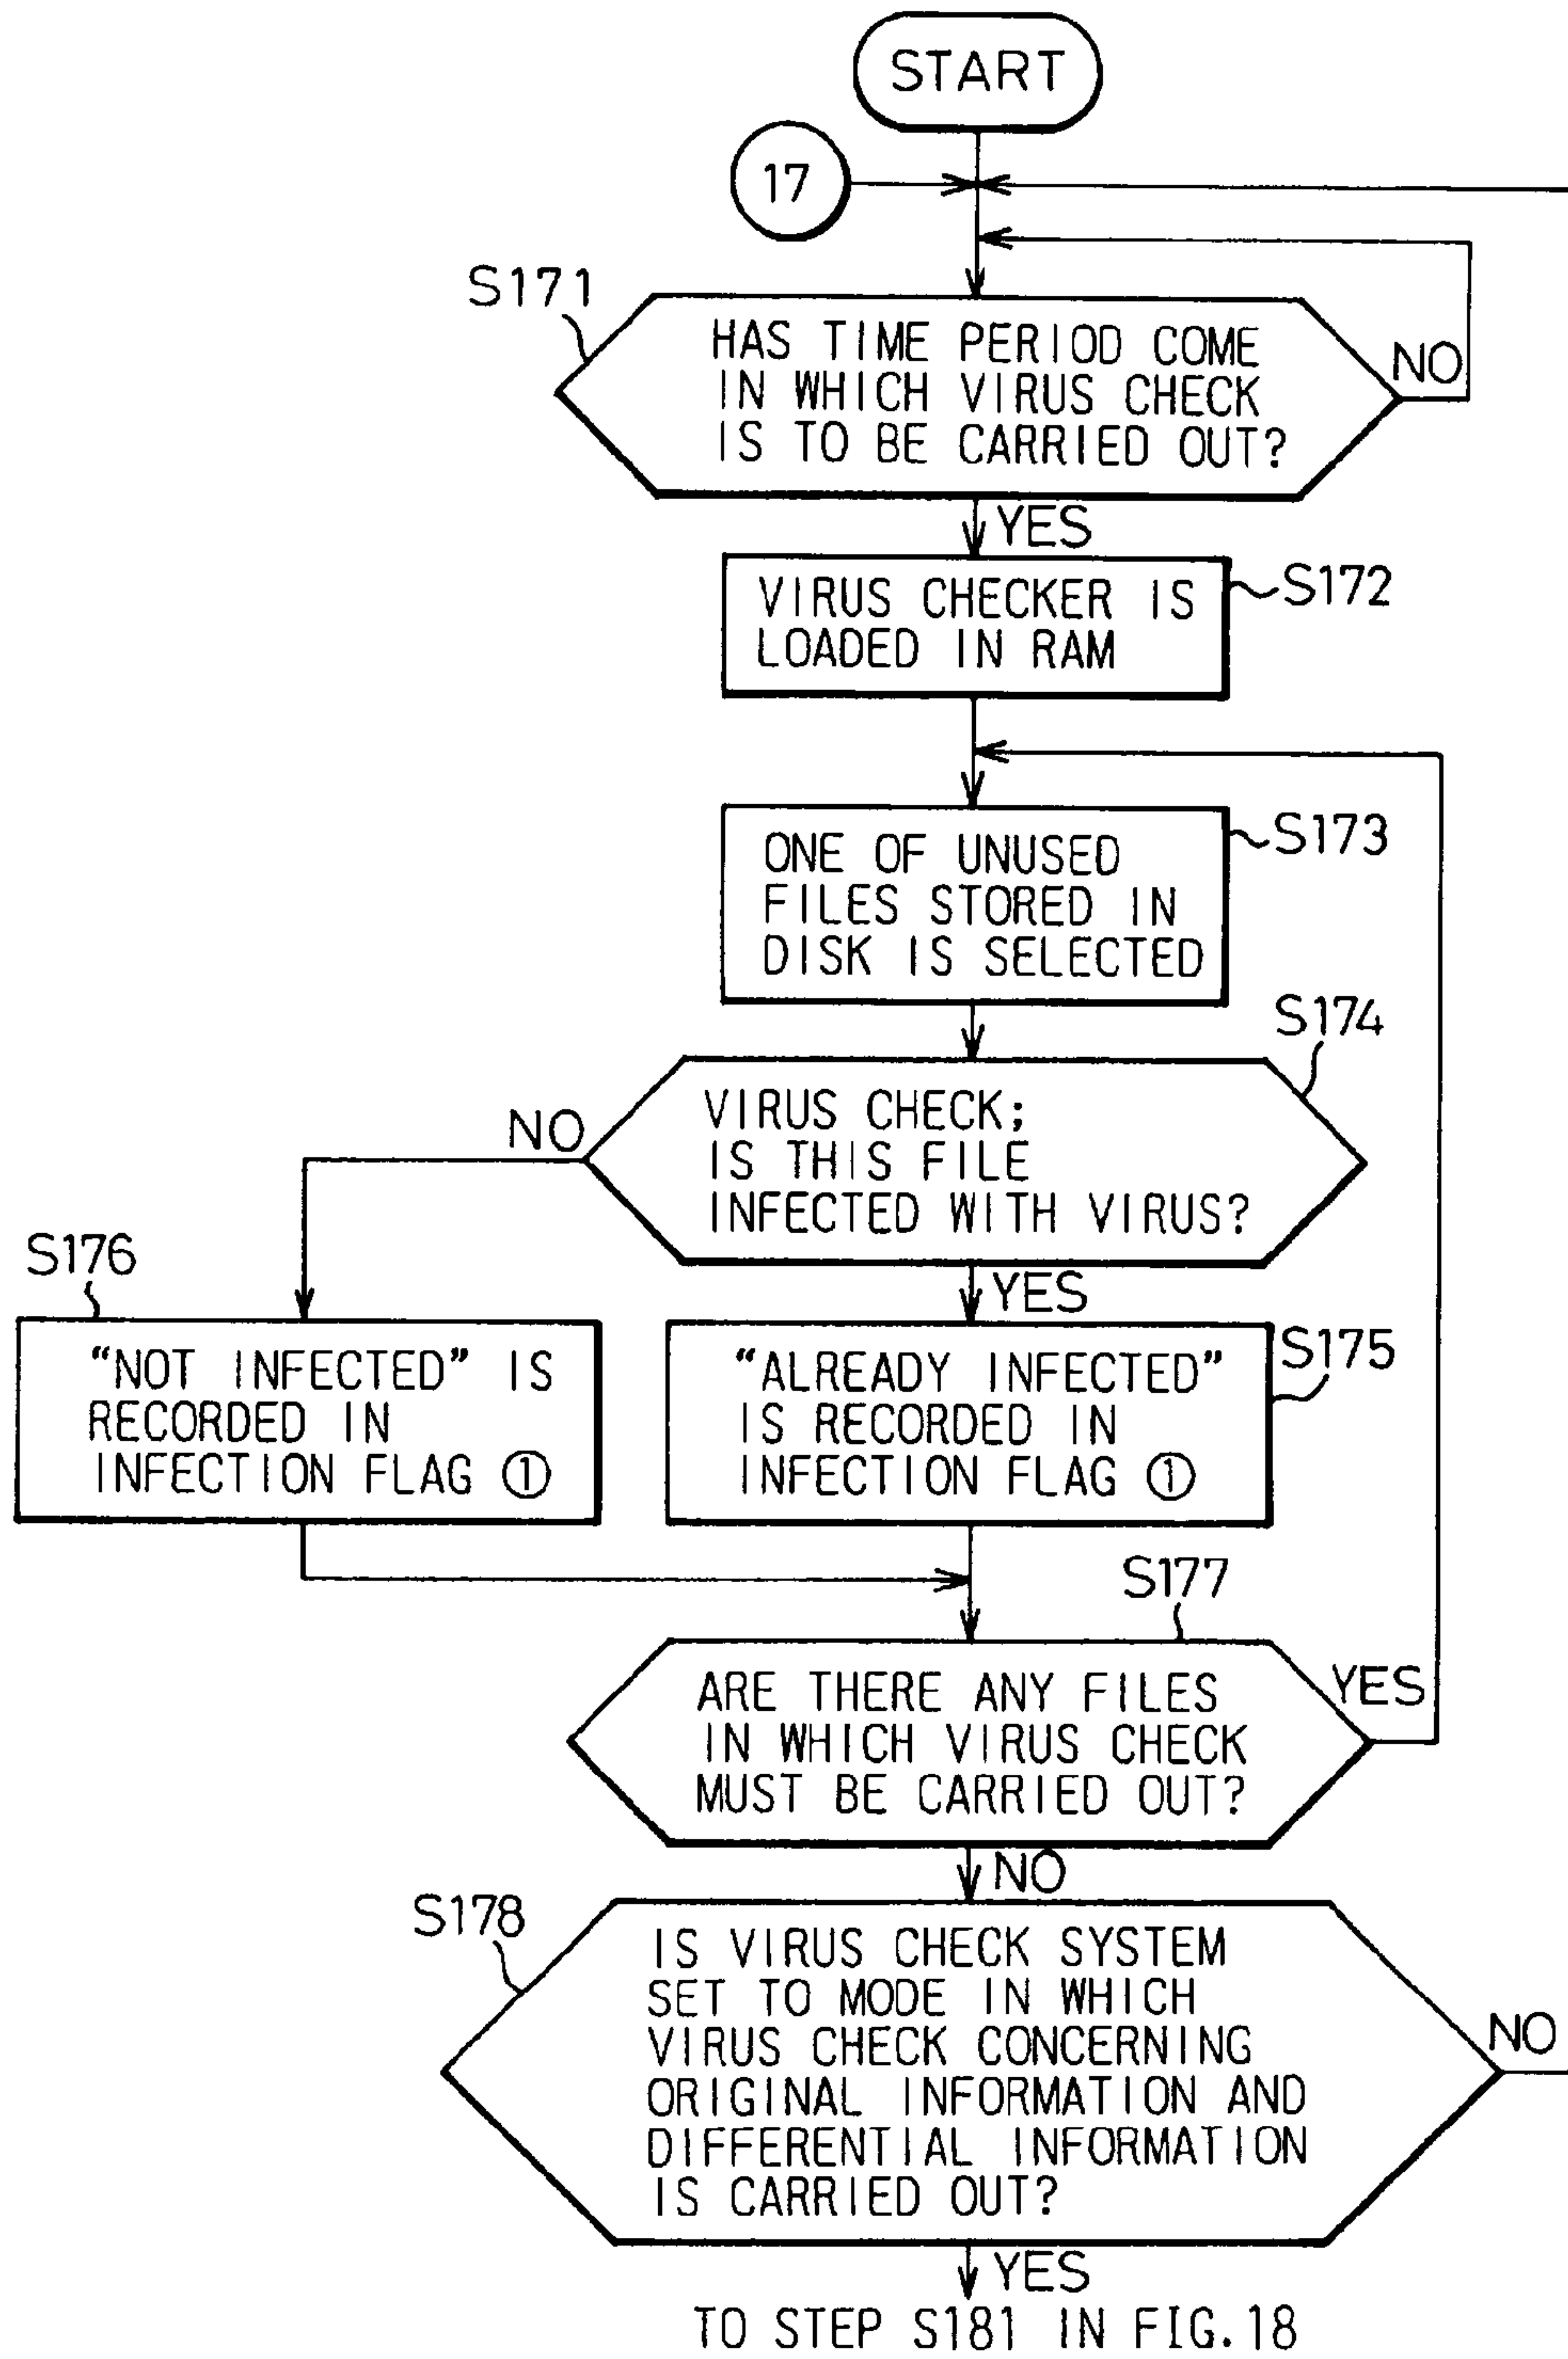 START
17
S171
HAS TIME PERIOD COME
IN WHICH VIRUS CHECK
IS TO BE CARRIED OUT?
NO
YES
VIRUS CHECKER IS
LOADED IN RAM
S172
ONE OF UNUSED
FILES STORED IN
DISK IS SELECTED
S173
S174
VIRUS CHECK;
IS THIS FILE
INFECTED WITH VIRUS?
NO
YES
S176
"NOT INFECTED" IS
RECORDED IN
INFECTION FLAG ①
S175
"ALREADY INFECTED"
IS RECORDED IN
INFECTION FLAG ①
S177
ARE THERE ANY FILES
IN WHICH VIRUS CHECK
MUST BE CARRIED OUT?
YES
NO
S178
IS VIRUS CHECK SYSTEM
SET TO MODE IN WHICH
VIRUS CHECK CONCERNING
ORIGINAL INFORMATION AND
DIFFERENTIAL INFORMATION
IS CARRIED OUT?
NO
YES
TO STEP S181 IN FIG.18